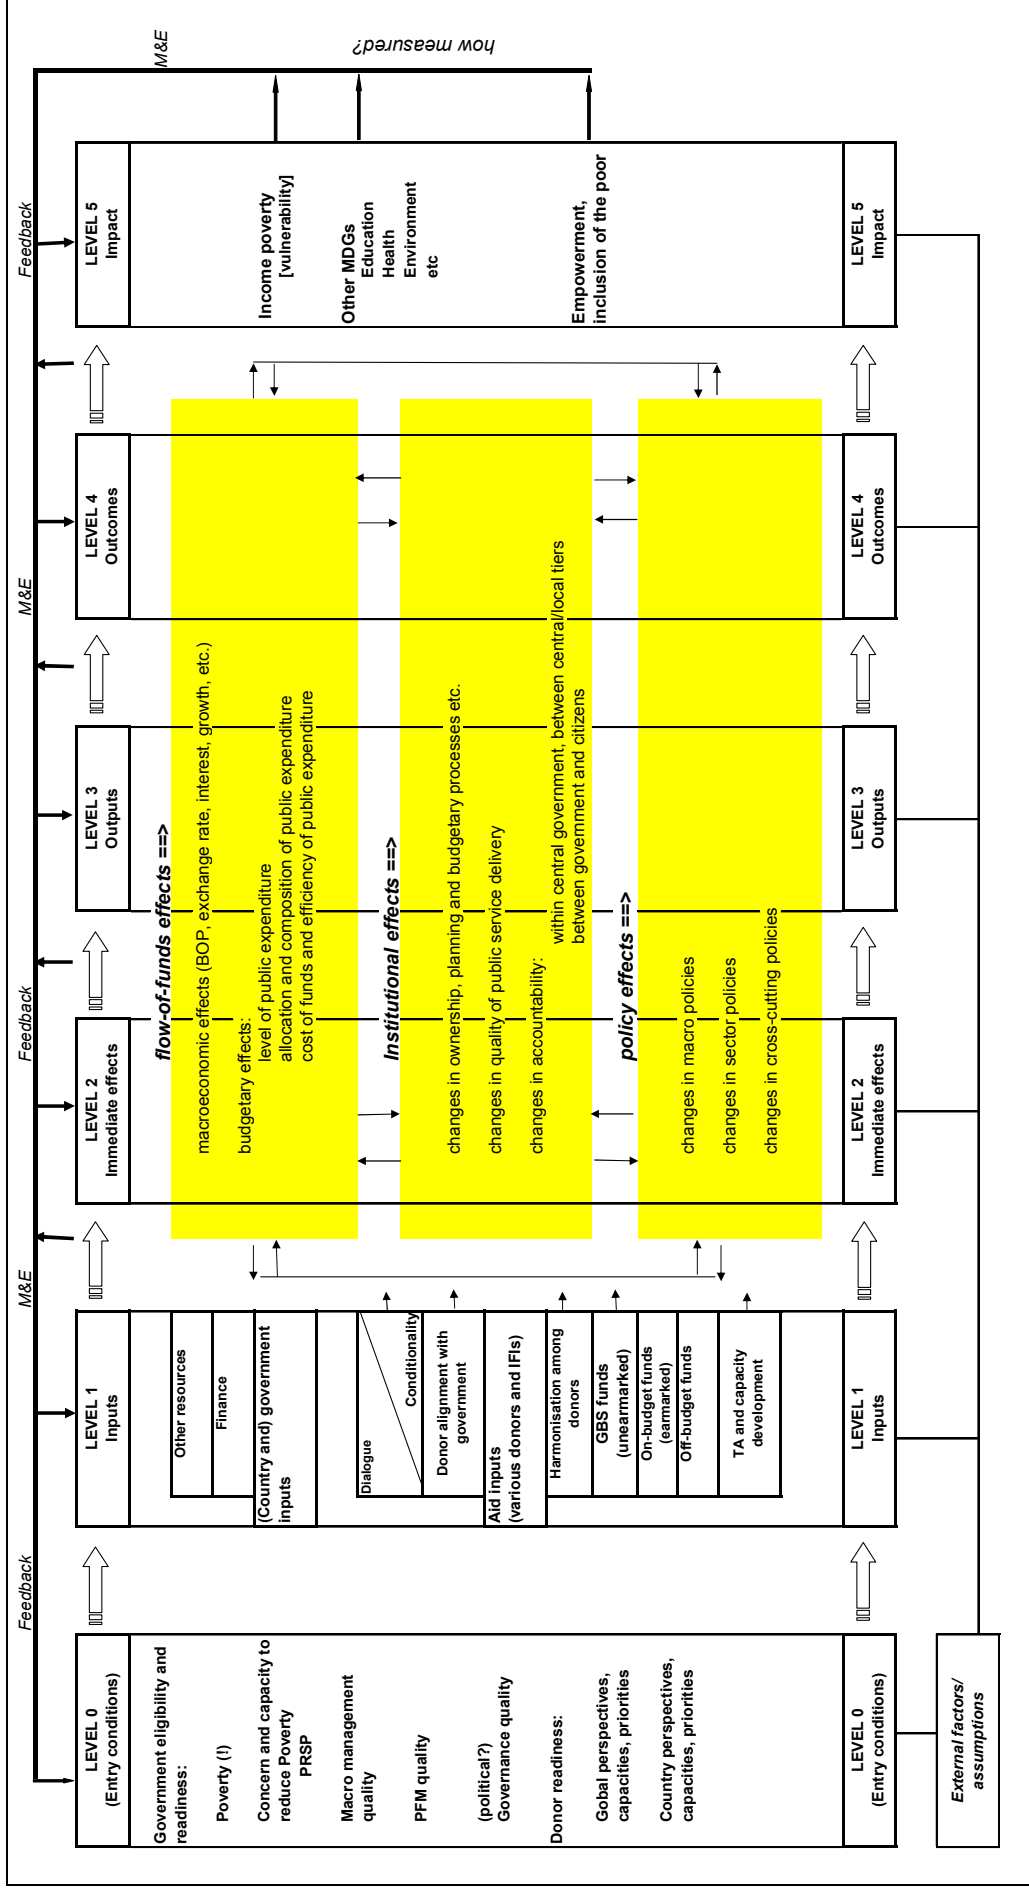 Feedback
M&E
Feedback
M&E
Feedback
M&E
how measured?
LEVEL 0
(Entry conditions)
LEVEL 1
Inputs
LEVEL 2
Immediate effects
LEVEL 3
Outputs
LEVEL 4
Outcomes
LEVEL 5
Impact
Government eligibility and
readiness:
Poverty (!)
Concern and capacity to
reduce Poverty
PRSP
Macro management
quality
PFM quality
(political?)
Governance quality
Donor readiness:
Global perspectives,
capacities, priorities
Country perspectives,
capacities, priorities
Other resources
Finance
(Country and) government
inputs
Dialogue
Conditionality
Donor alignment with
government
Aid inputs
(various donors and IFIs)
Harmonisation among
donors
GBS funds
(unearmarked)
On-budget funds
(earmarked)
Off-budget funds
TA and capacity
development
flow-of-funds effects ==>
macroeconomic effects (BOP, exchange rate, interest, growth, etc.)
budgetary effects:
level of public expenditure
allocation and composition of public expenditure
cost of funds and efficiency of public expenditure
Institutional effects ==>
changes in ownership, planning and budgetary processes etc.
changes in quality of public service delivery
changes in accountability:
within central government, between central/local tiers
between government and citizens
policy effects ==>
changes in macro policies
changes in sector policies
changes in cross-cutting policies
Income poverty
[vulnerability]
Other MDGs
Education
Health
Environment
etc
Empowerment,
inclusion of the poor
LEVEL 0
(Entry conditions)
LEVEL 1
Inputs
LEVEL 2
Immediate effects
LEVEL 3
Outputs
LEVEL 4
Outcomes
LEVEL 5
Impact
External factors/
assumptions